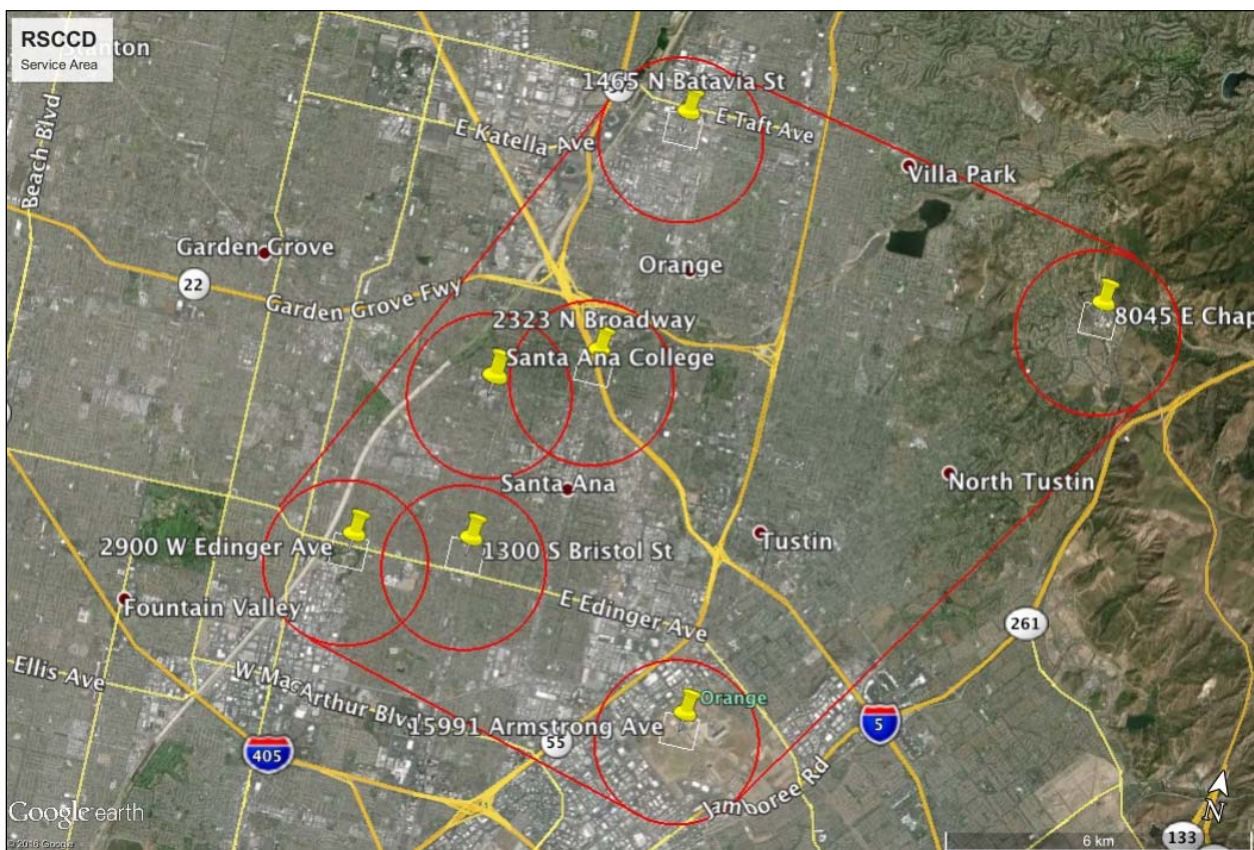 RSCCD
Service Area
Stanton
1465 N Batavia St
E Taft Ave
E Katella Ave
Beach Blvd
Villa Park
Garden Grove
Orange
22
Garden Grove Fwy
8045 E Chap
2323 N Broadway
Santa Ana College
Santa Ana
North Tustin
2900 W Edinger Ave
1300 S Bristol St
Tustin
Fountain Valley
E Edinger Ave
261
Ellis Ave
W MacArthur Blvd
Orange
15991 Armstrong Ave
55
5
405
Jamboree Rd
N
Google earth
6 km
133
© 2016 Google